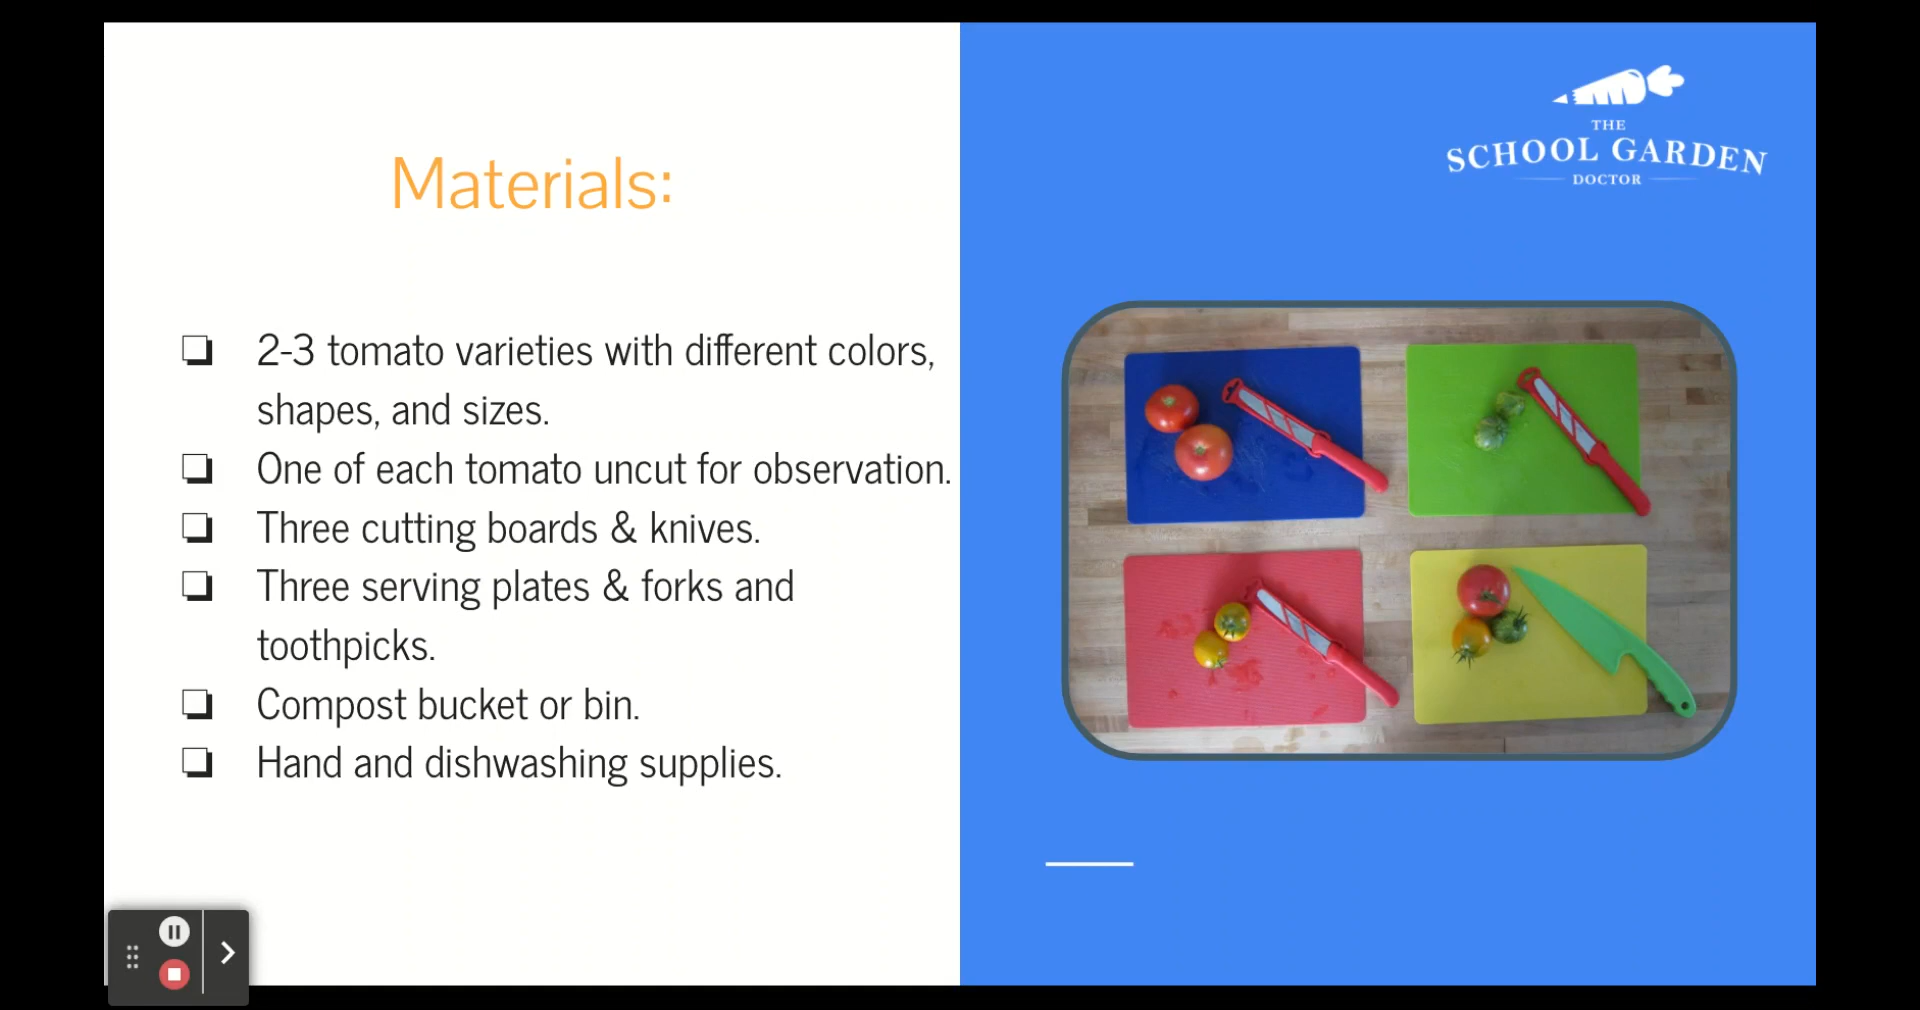 Materials:
❏ 2-3 tomato varieties with different colors,
shapes, and sizes.
❏ One of each tomato uncut for observation.
❏ Three cutting boards & knives.
❏ Three serving plates & forks and
toothpicks.
❏ Compost bucket or bin.
❏ Hand and dishwashing supplies.
THE
SCHOOL GARDEN
DOCTOR